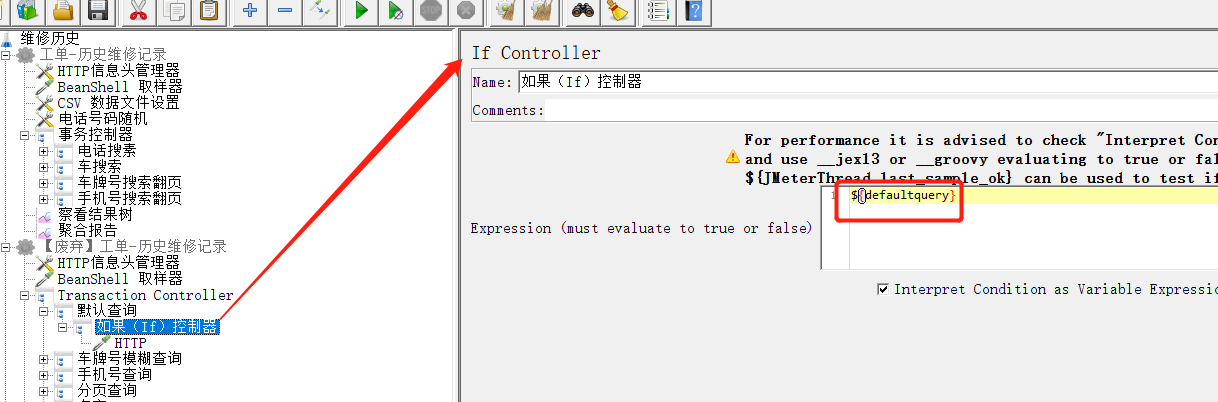 维修历史
工单-历史维修记录
HTTP信息头管理器
BeanShell 取样器
CSV 数据文件设置
电话号码随机
事务控制器
电话搜素
车搜索
车牌号搜索翻页
手机号搜索翻页
察看结果树
聚合报告
【废弃】工单-历史维修记录
HTTP信息头管理器
BeanShell 取样器
Transaction Controller
默认查询
如果（If）控制器
HTTP
车牌号模糊查询
手机号查询
分页查询
If Controller
Name: 如果（If）控制器
Comments:
For performance it is advised to check "Interpret Con
and use __jexl3 or __groovy evaluating to true or fal
${JMeterThread.last_sample_ok} can be used to test if
Expression (must evaluate to true or false)
1 ${defaultquery}
Interpret Condition as Variable Expressio